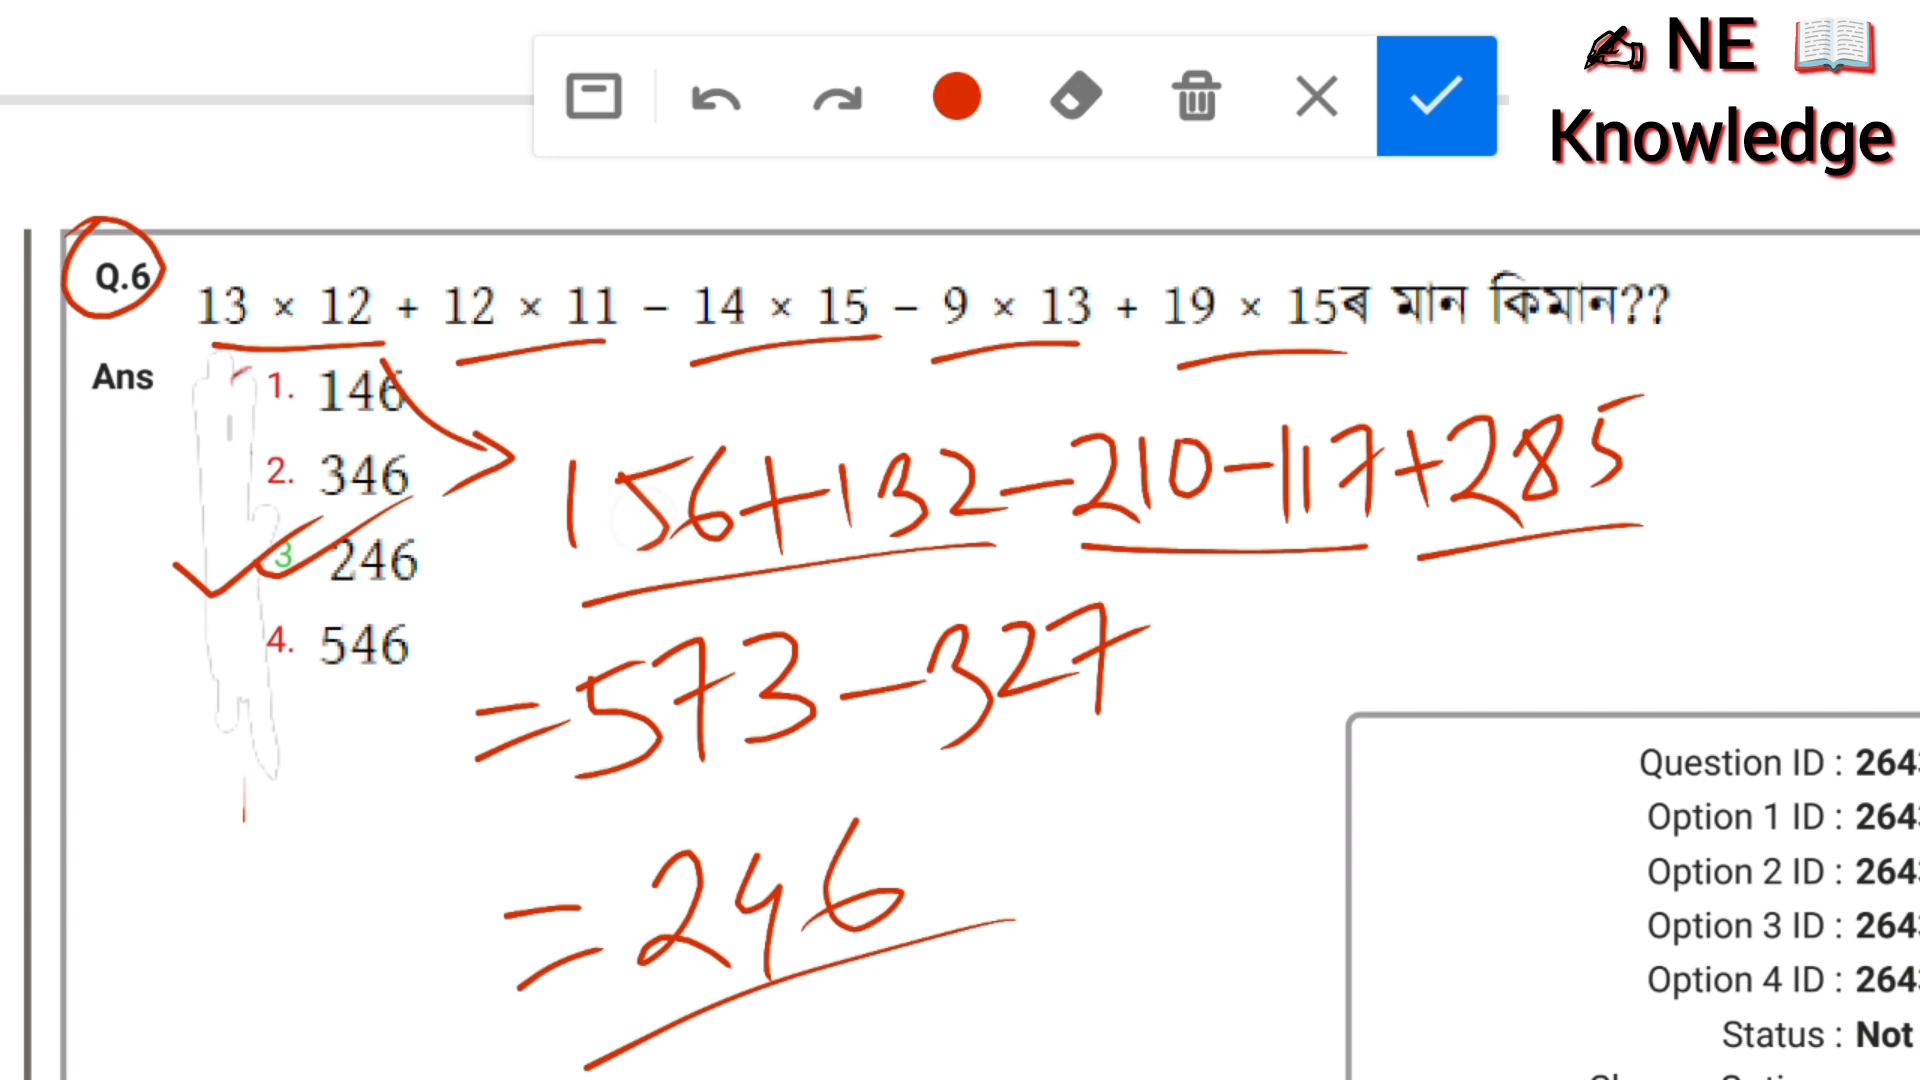 NE
Knowledge
Q.6
13 × 12 + 12 × 11 − 14 × 15 − 9 × 13 + 19 × 15ৰ মান কিমান??
Ans
1. 146
2. 346
3 246
4. 546
156+132−210−117+285
=573−327
=246
Question ID : 264
Option 1 ID : 264
Option 2 ID : 264
Option 3 ID : 264
Option 4 ID : 264
Status : Not